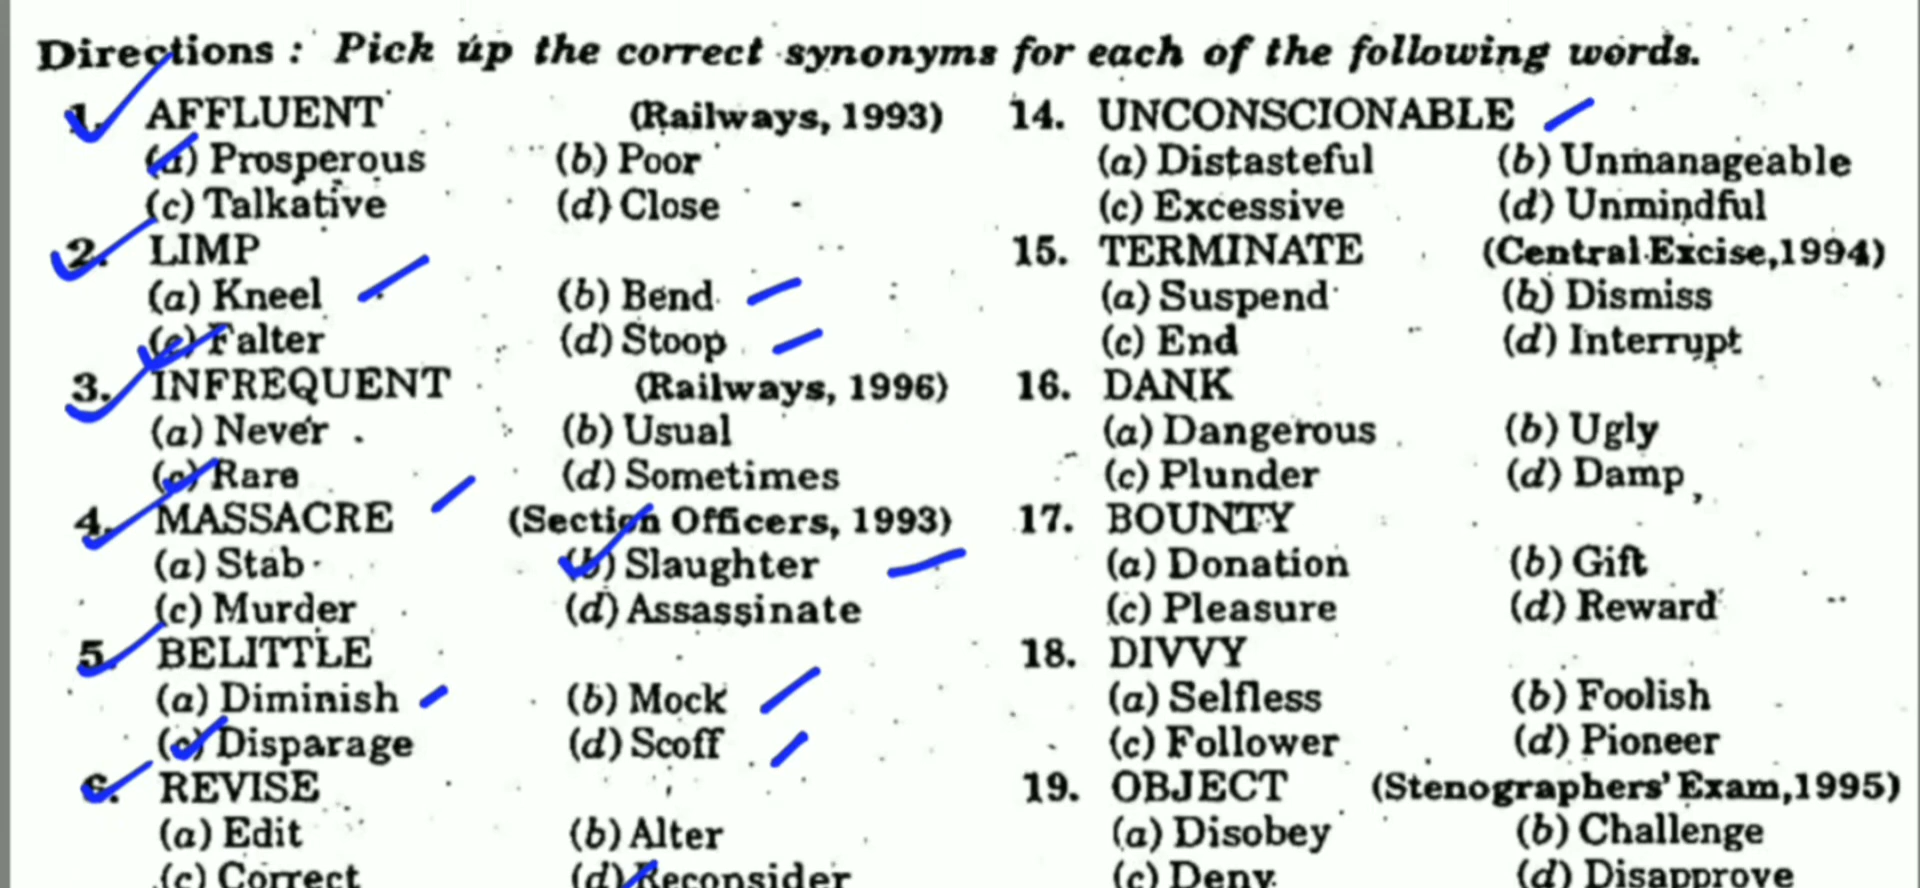 Directions : Pick up the correct synonyms for each of the following words.
1. AFFLUENT (Railways, 1993)
(a) Prosperous (b) Poor
(c) Talkative (d) Close
2. LIMP
(a) Kneel (b) Bend
(c) Falter (d) Stoop
3. INFREQUENT (Railways, 1996)
(a) Never (b) Usual
(c) Rare (d) Sometimes
4. MASSACRE (Section Officers, 1993)
(a) Stab (b) Slaughter
(c) Murder (d) Assassinate
5. BELITTLE
(a) Diminish (b) Mock
(c) Disparage (d) Scoff
6. REVISE
(a) Edit (b) Alter
(c) Correct (d) Reconsider
14. UNCONSCIONABLE
(a) Distasteful (b) Unmanageable
(c) Excessive (d) Unmindful
15. TERMINATE (Central Excise,1994)
(a) Suspend (b) Dismiss
(c) End (d) Interrupt
16. DANK
(a) Dangerous (b) Ugly
(c) Plunder (d) Damp
17. BOUNTY
(a) Donation (b) Gift
(c) Pleasure (d) Reward
18. DIVVY
(a) Selfless (b) Foolish
(c) Follower (d) Pioneer
19. OBJECT (Stenographers' Exam,1995)
(a) Disobey (b) Challenge
(c) Deny (d) Disapprove